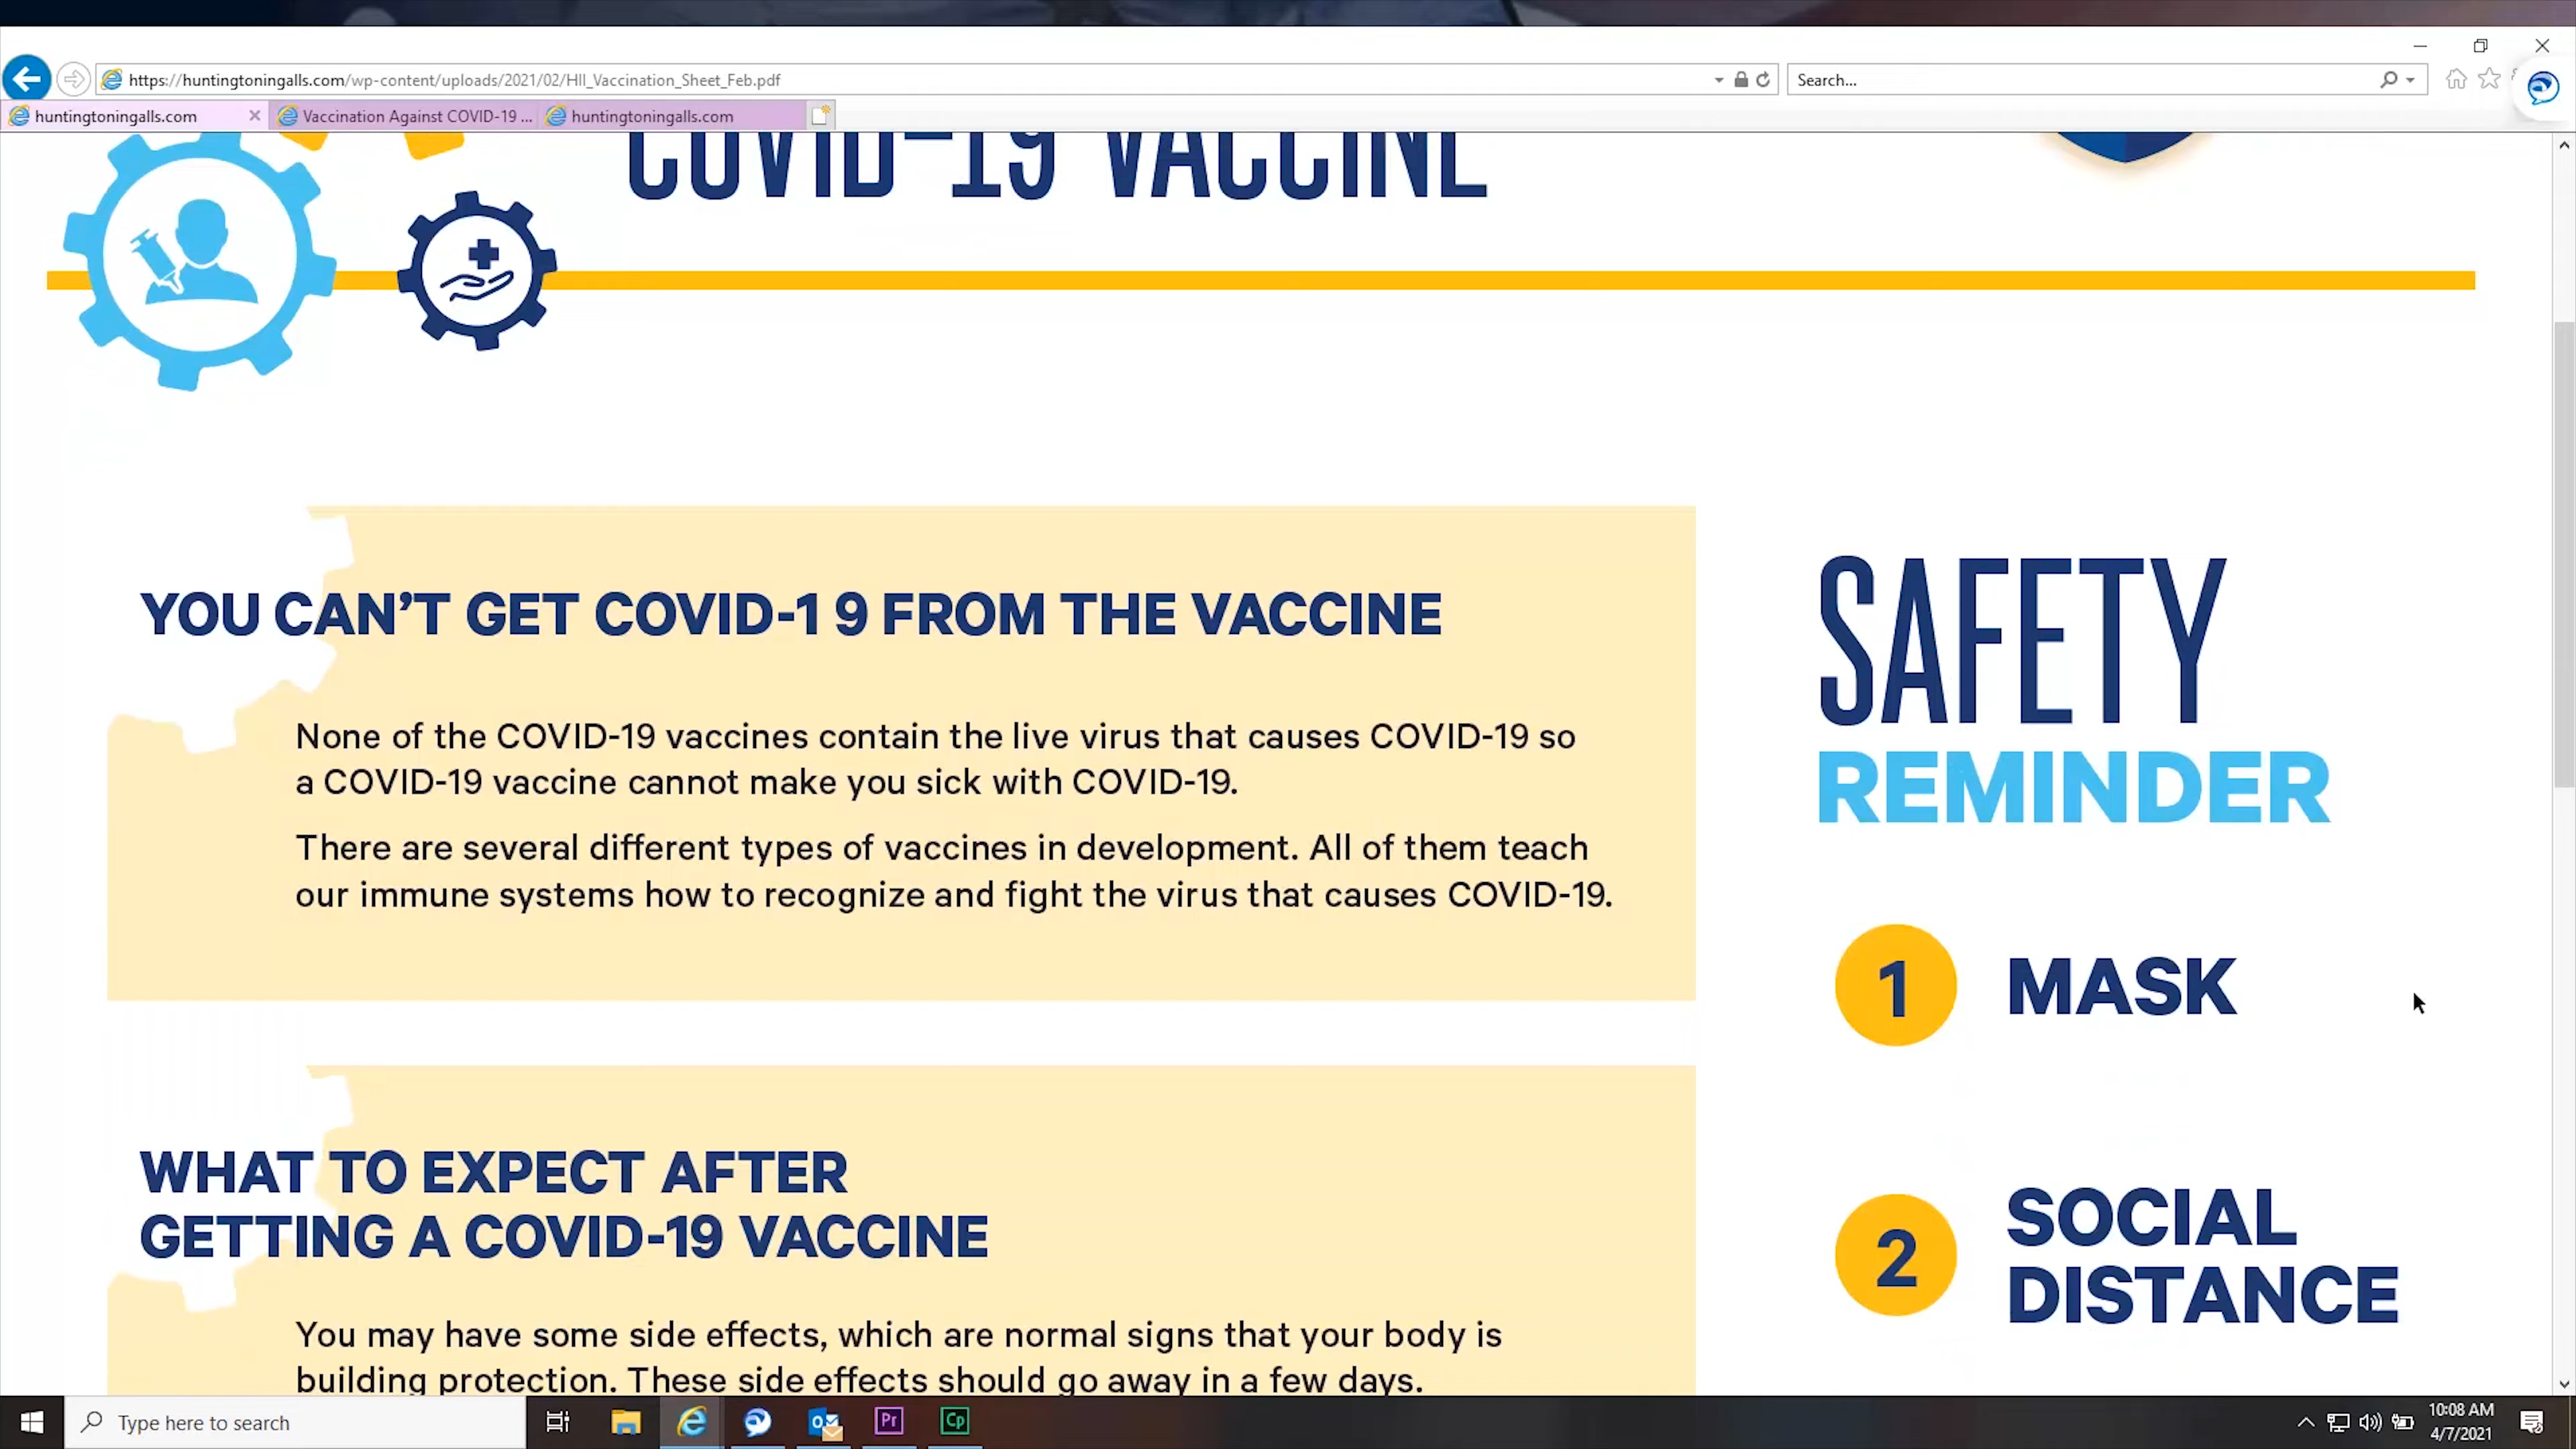 https://huntingtoningalls.com/wp-content/uploads/2021/02/HII_Vaccination_Sheet_Feb.pdf
Search...
huntingtoningalls.com
Vaccination Against COVID-19 ...
huntingtoningalls.com
COVID-19 VACCINE
YOU CAN’T GET COVID-1 9 FROM THE VACCINE
None of the COVID-19 vaccines contain the live virus that causes COVID-19 so
a COVID-19 vaccine cannot make you sick with COVID-19.
There are several different types of vaccines in development. All of them teach
our immune systems how to recognize and fight the virus that causes COVID-19.
WHAT TO EXPECT AFTER
GETTING A COVID-19 VACCINE
You may have some side effects, which are normal signs that your body is
building protection. These side effects should go away in a few days.
SAFETY
REMINDER
1 MASK
2 SOCIAL
DISTANCE
Type here to search
Pr
Cp
10:08 AM
4/7/2021